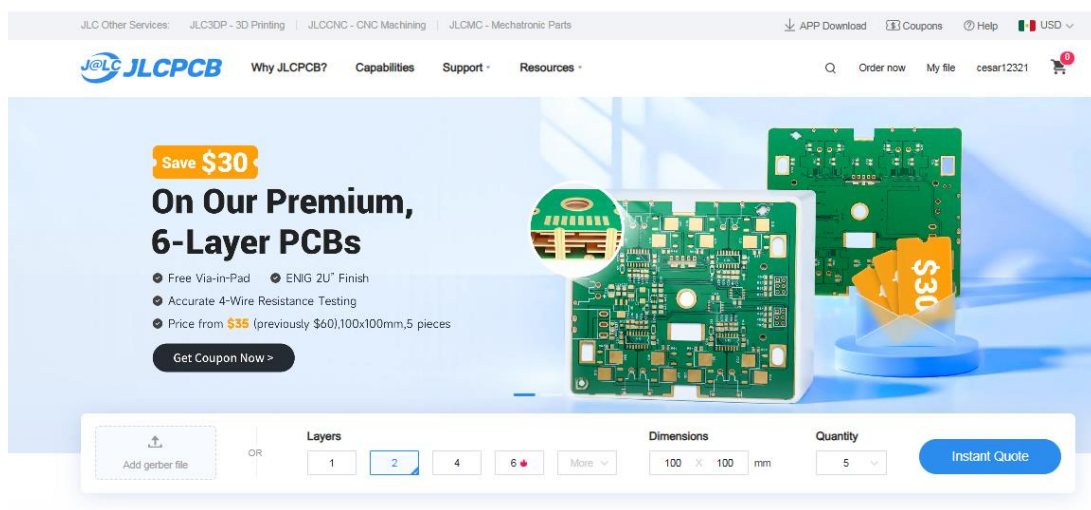 JLC Other Services: JLC3DP - 3D Printing JLCCNC - CNC Machining JLCMC - Mechatronic Parts APP Download $ Coupons ? Help USD
J@LC JLCPCB Why JLCPCB? Capabilities Support Resources Order now My file cesar12321 0
Save $30
On Our Premium,
6-Layer PCBs
Free Via-in-Pad ENIG 2U" Finish
Accurate 4-Wire Resistance Testing
Price from $35 (previously $60),100x100mm,5 pieces
Get Coupon Now >
$30
Layers Dimensions Quantity
Add gerber file OR 1 2 4 6 More 100 X 100 mm 5 Instant Quote